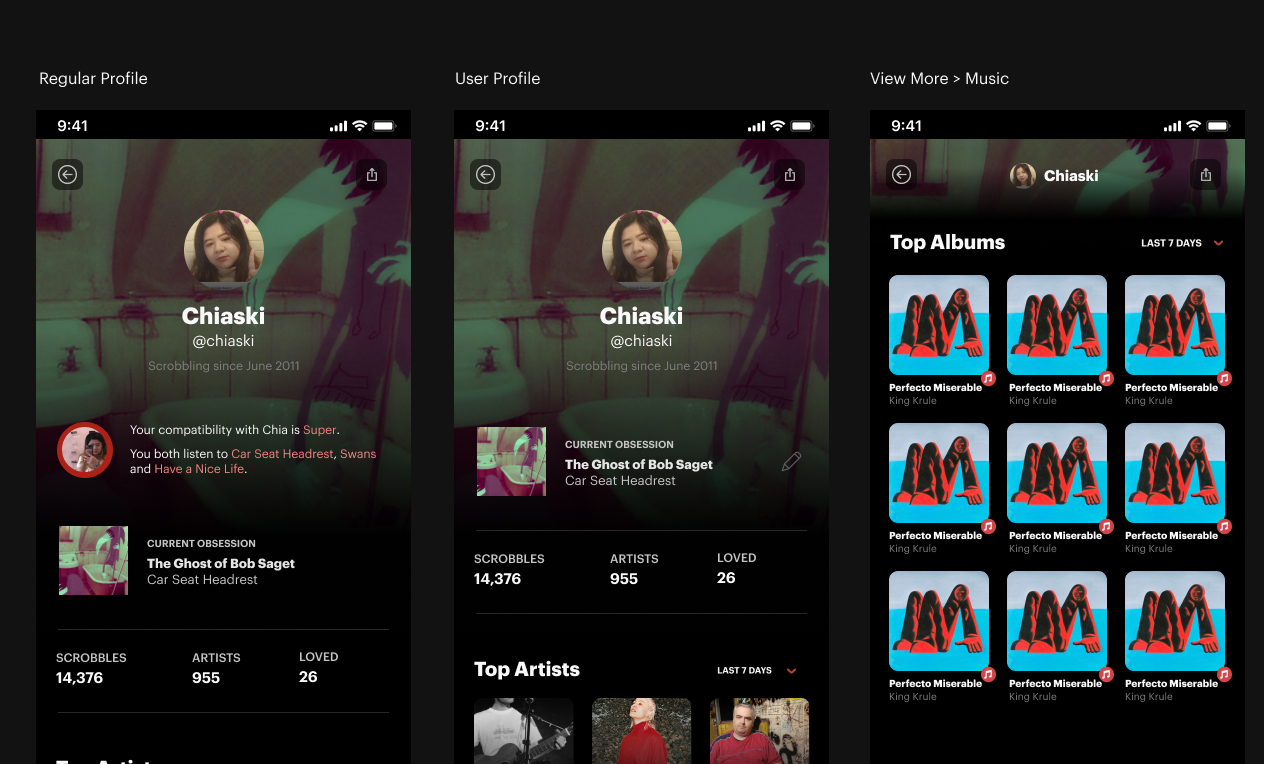 Regular Profile
9:41
Chiaski
@chiaski
Scrobbling since June 2011
Your compatibility with Chia is Super.
You both listen to Car Seat Headrest, Swans
and Have a Nice Life.
CURRENT OBSESSION
The Ghost of Bob Saget
Car Seat Headrest
SCROBBLES ARTISTS LOVED
14,376 955 26
User Profile
9:41
Chiaski
@chiaski
Scrobbling since June 2011
CURRENT OBSESSION
The Ghost of Bob Saget
Car Seat Headrest
SCROBBLES ARTISTS LOVED
14,376 955 26
Top Artists LAST 7 DAYS
View More > Music
9:41
Chiaski
Top Albums LAST 7 DAYS
Perfecto Miserable Perfecto Miserable Perfecto Miserable
King Krule King Krule King Krule
Perfecto Miserable Perfecto Miserable Perfecto Miserable
King Krule King Krule King Krule
Perfecto Miserable Perfecto Miserable Perfecto Miserable
King Krule King Krule King Krule